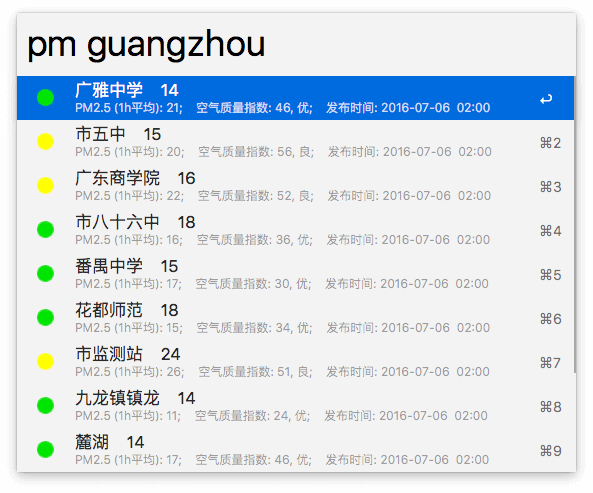 pm guangzhou
广雅中学 14
PM2.5 (1h平均): 21; 空气质量指数: 46, 优; 发布时间: 2016-07-06 02:00 ↩
市五中 15
PM2.5 (1h平均): 20; 空气质量指数: 56, 良; 发布时间: 2016-07-06 02:00 ⌘2
广东商学院 16
PM2.5 (1h平均): 22; 空气质量指数: 52, 良; 发布时间: 2016-07-06 02:00 ⌘3
市八十六中 18
PM2.5 (1h平均): 16; 空气质量指数: 36, 优; 发布时间: 2016-07-06 02:00 ⌘4
番禺中学 15
PM2.5 (1h平均): 17; 空气质量指数: 30, 优; 发布时间: 2016-07-06 02:00 ⌘5
花都师范 18
PM2.5 (1h平均): 15; 空气质量指数: 34, 优; 发布时间: 2016-07-06 02:00 ⌘6
市监测站 24
PM2.5 (1h平均): 26; 空气质量指数: 51, 良; 发布时间: 2016-07-06 02:00 ⌘7
九龙镇镇龙 14
PM2.5 (1h平均): 11; 空气质量指数: 24, 优; 发布时间: 2016-07-06 02:00 ⌘8
麓湖 14
PM2.5 (1h平均): 17; 空气质量指数: 46, 优; 发布时间: 2016-07-06 02:00 ⌘9